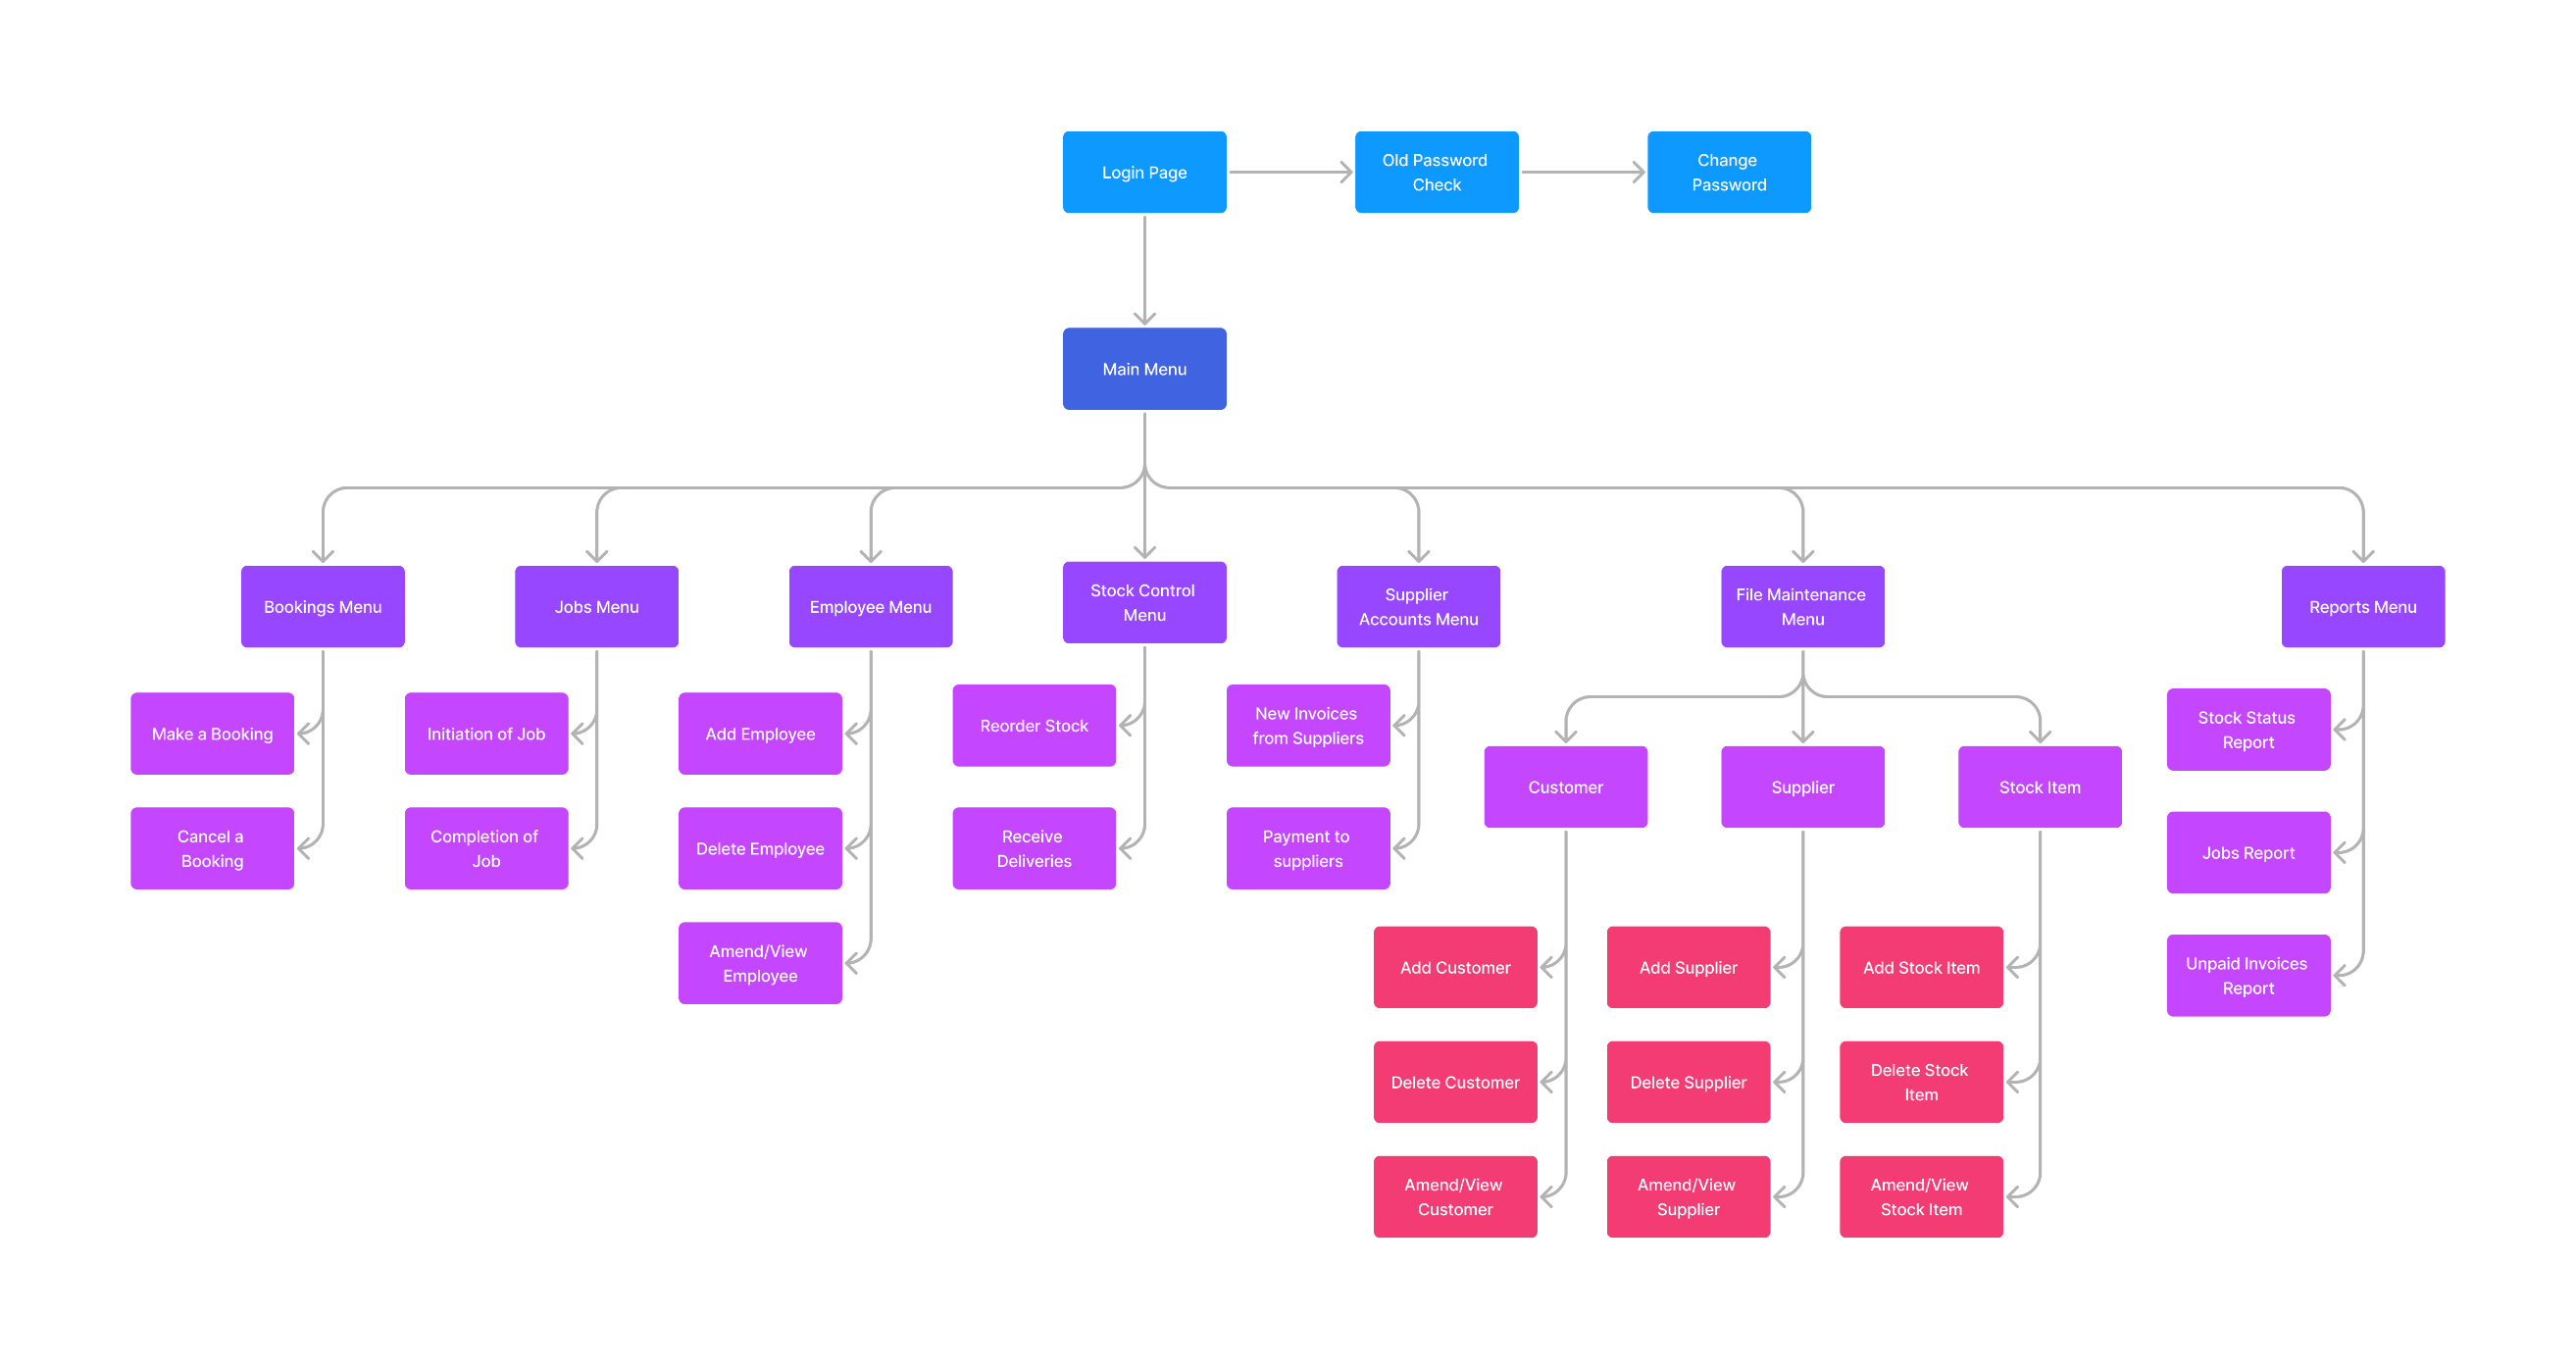 Login Page
Old Password
Check
Change
Password
Main Menu
Bookings Menu
Jobs Menu
Employee Menu
Stock Control
Menu
Supplier
Accounts Menu
File Maintenance
Menu
Reports Menu
Make a Booking
Cancel a
Booking
Initiation of Job
Completion of
Job
Add Employee
Delete Employee
Amend/View
Employee
Reorder Stock
Receive
Deliveries
New Invoices
from Suppliers
Payment to
suppliers
Customer
Supplier
Stock Item
Add Customer
Delete Customer
Amend/View
Customer
Add Supplier
Delete Supplier
Amend/View
Supplier
Add Stock Item
Delete Stock
Item
Amend/View
Stock Item
Stock Status
Report
Jobs Report
Unpaid Invoices
Report